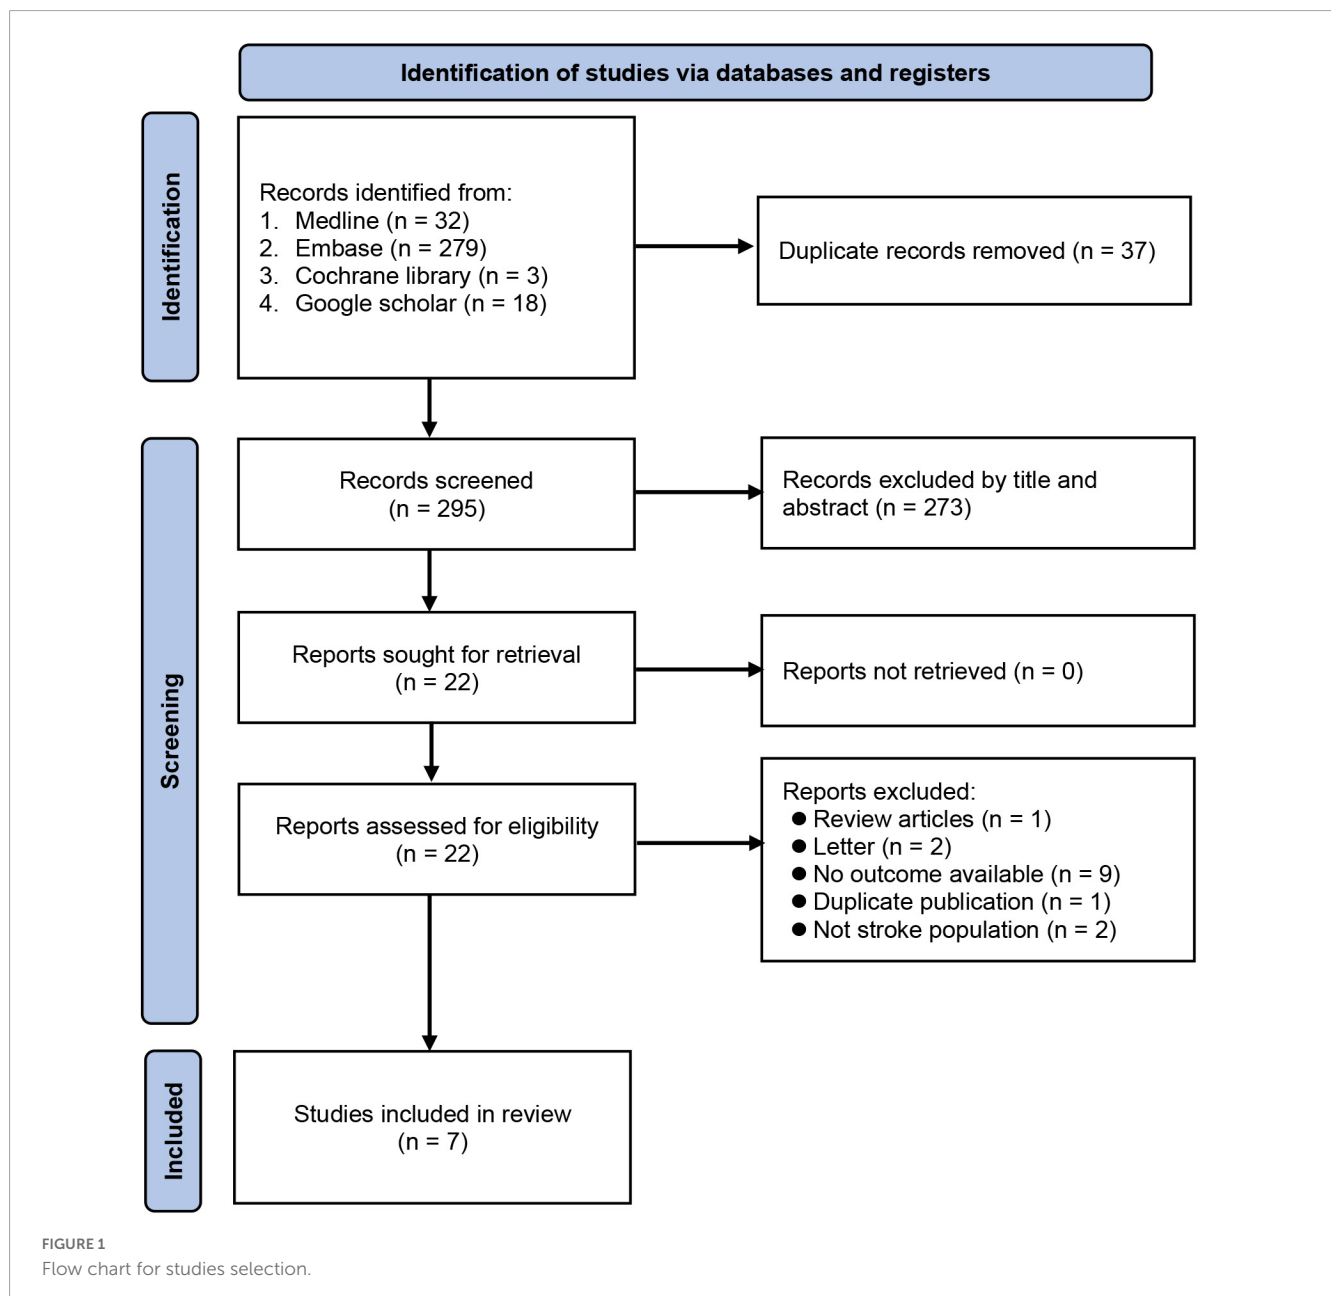 Identification of studies via databases and registers
Identification
Records identified from:
1. Medline (n = 32)
2. Embase (n = 279)
3. Cochrane library (n = 3)
4. Google scholar (n = 18)
Duplicate records removed (n = 37)
Screening
Records screened
(n = 295)
Records excluded by title and
abstract (n = 273)
Reports sought for retrieval
(n = 22)
Reports not retrieved (n = 0)
Reports assessed for eligibility
(n = 22)
Reports excluded:
● Review articles (n = 1)
● Letter (n = 2)
● No outcome available (n = 9)
● Duplicate publication (n = 1)
● Not stroke population (n = 2)
Included
Studies included in review
(n = 7)
FIGURE 1
Flow chart for studies selection.